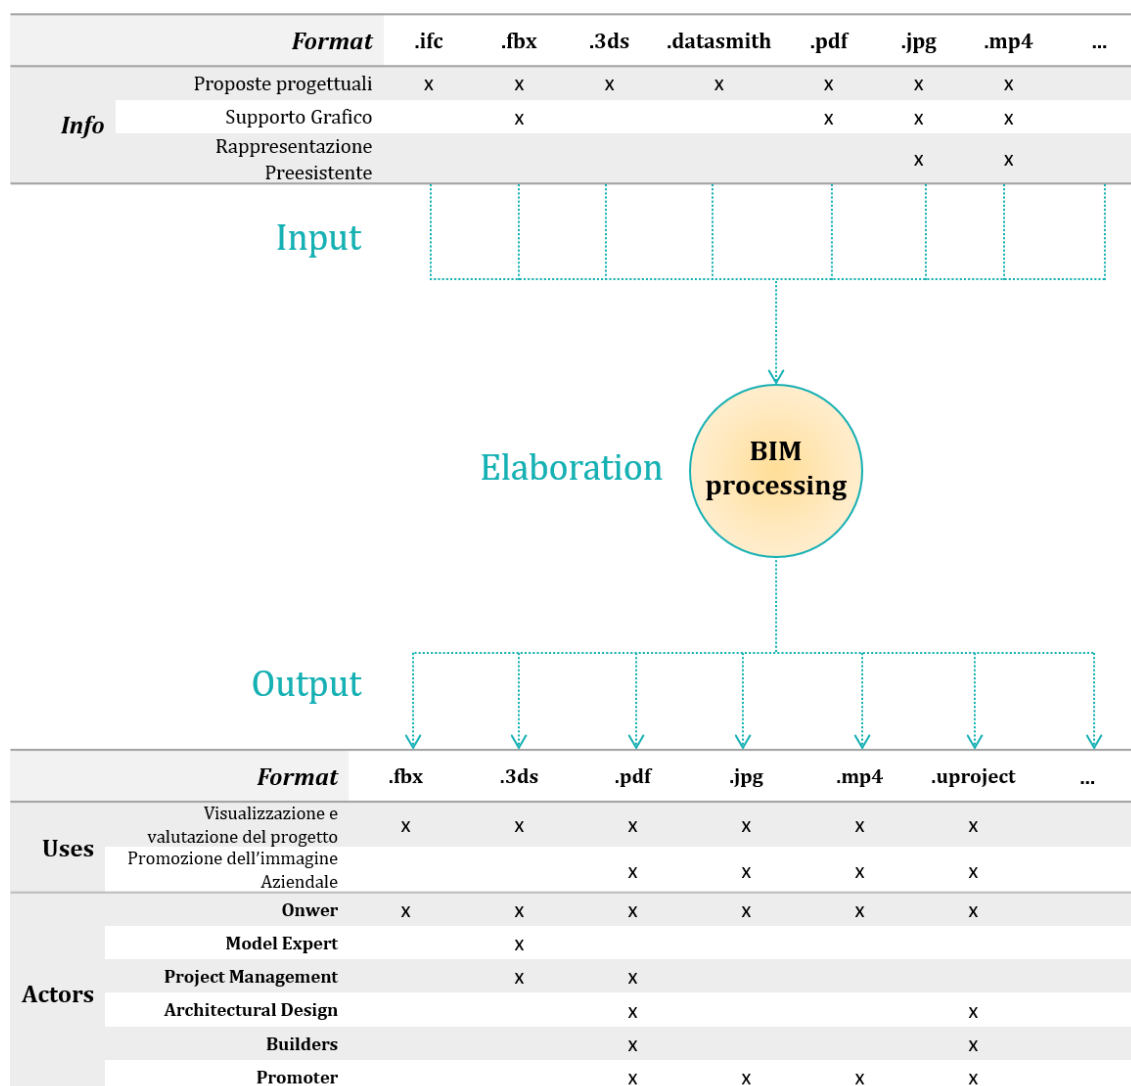 Format .ifc .fbx .3ds .datasmith .pdf .jpg .mp4 ...
Info
Proposte progettuali x x x x x x x
Supporto Grafico x x x x
Rappresentazione
Preesistente x x
Input
Elaboration
BIM
processing
Output
Format .fbx .3ds .pdf .jpg .mp4 .uproject ...
Uses
Visualizzazione e
valutazione del progetto x x x x x x
Promozione dell'immagine
Aziendale x x x x
Actors
Onwer x x x x x x
Model Expert x
Project Management x x
Architectural Design x x
Builders x x
Promoter x x x x